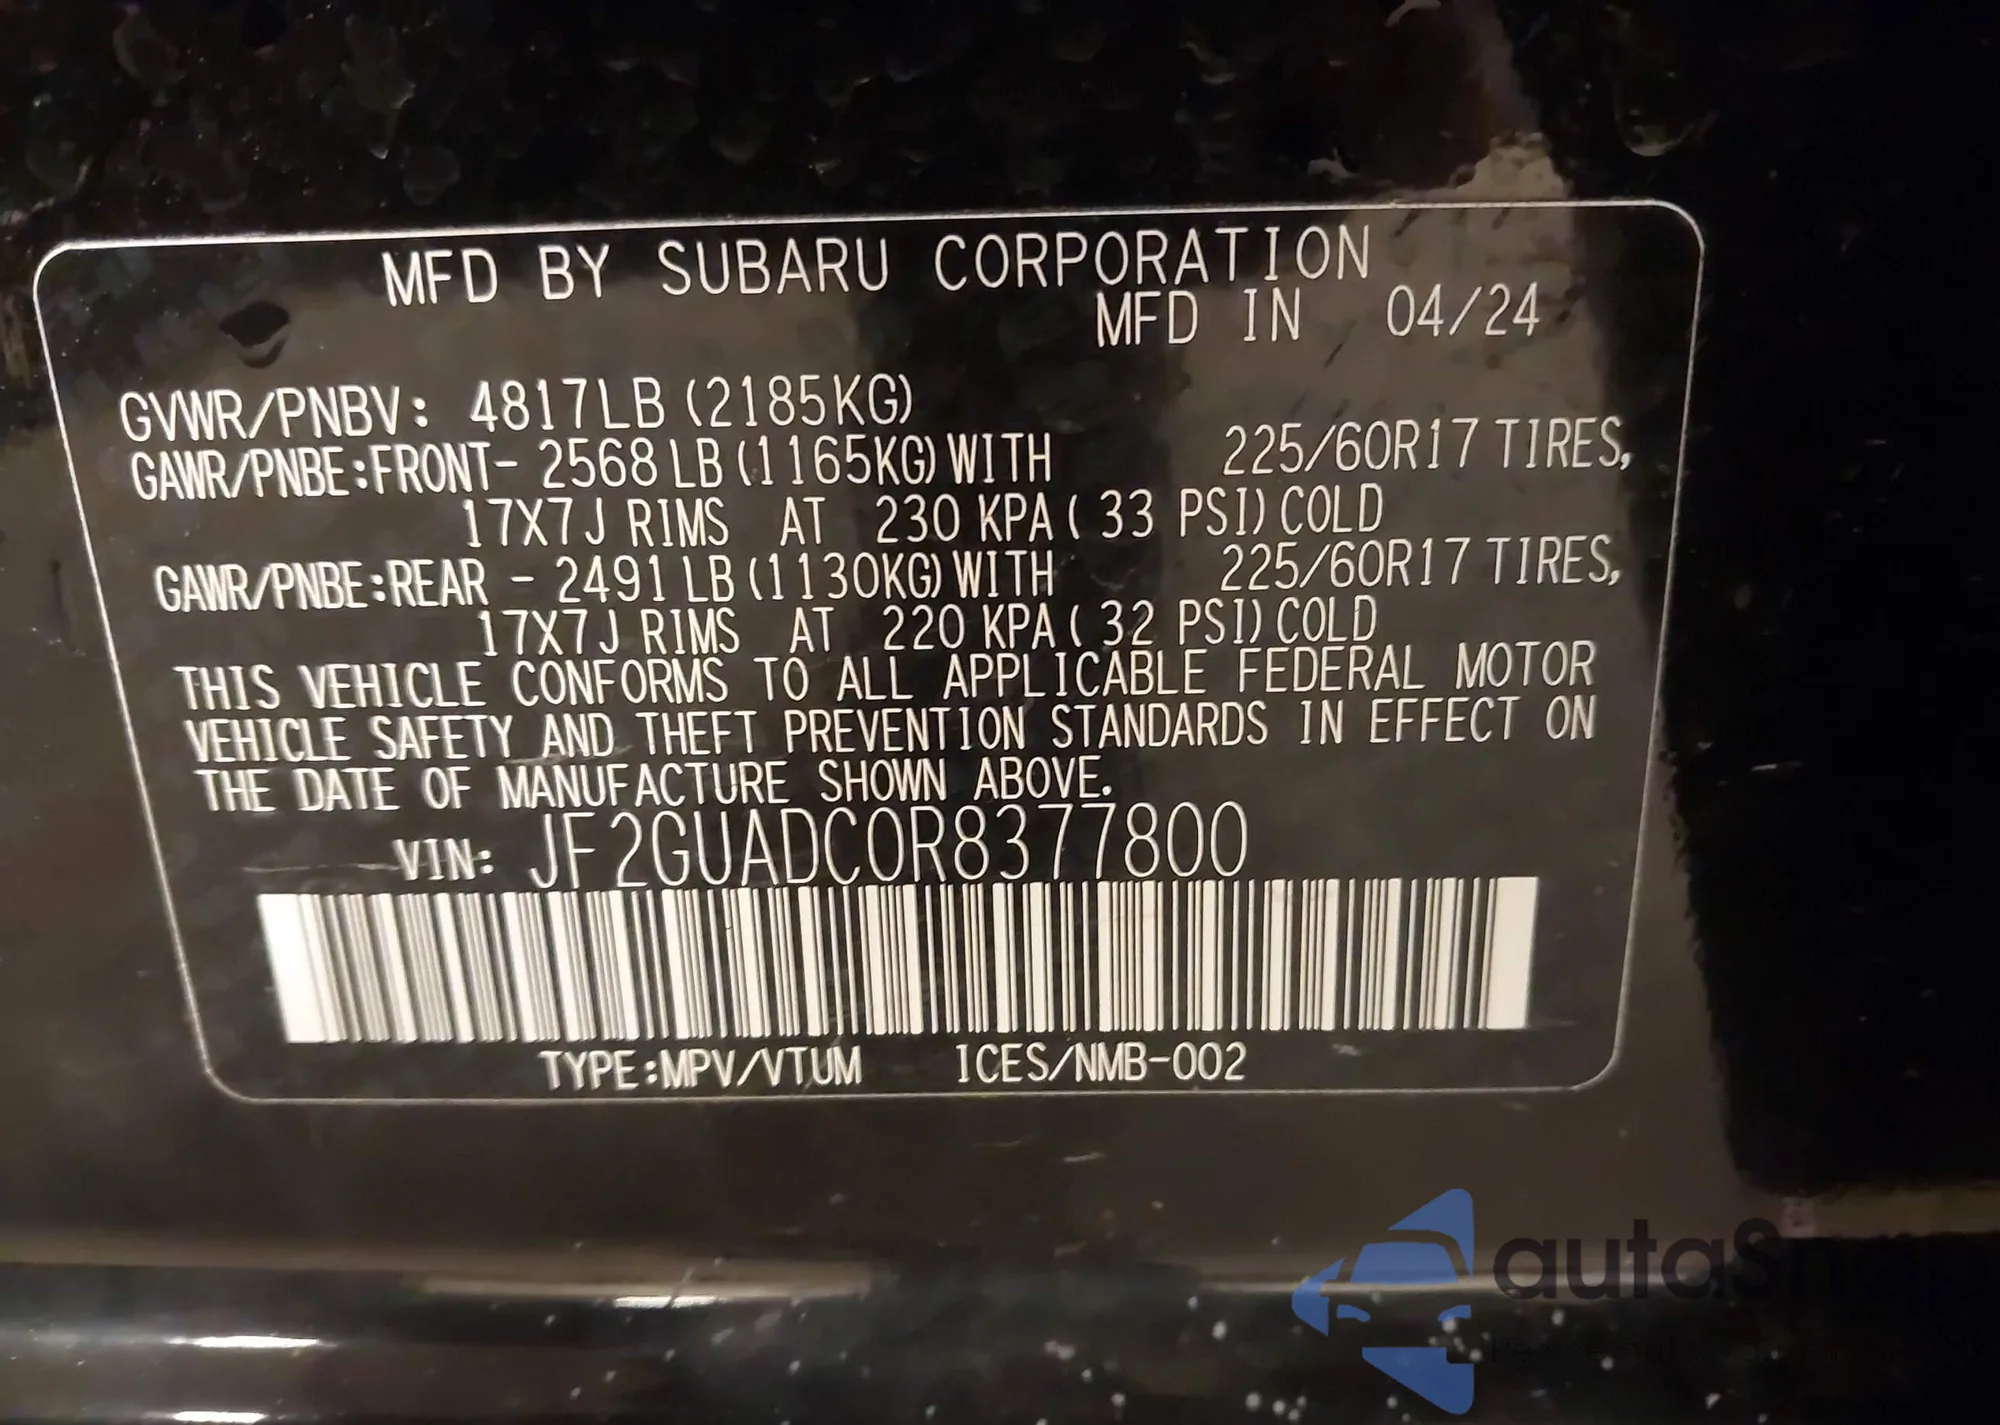 MFD BY SUBARU CORPORATION
MFD IN 04/24
GVWR/PNBV: 4817LB (2185KG)
GAWR/PNBE:FRONT- 2568 LB (1165KG) WITH 225/60R17 TIRES,
17X7J RIMS AT 230 KPA ( 33 PSI) COLD
GAWR/PNBE:REAR - 2491 LB (1130KG) WITH 225/60R17 TIRES,
17X7J RIMS AT 220 KPA ( 32 PSI) COLD
THIS VEHICLE CONFORMS TO ALL APPLICABLE FEDERAL MOTOR
VEHICLE SAFETY AND THEFT PREVENTION STANDARDS IN EFFECT ON
THE DATE OF MANUFACTURE SHOWN ABOVE.
VIN: JF2GUADC0R8377800
TYPE:MPV/VTUM ICES/NMB-002